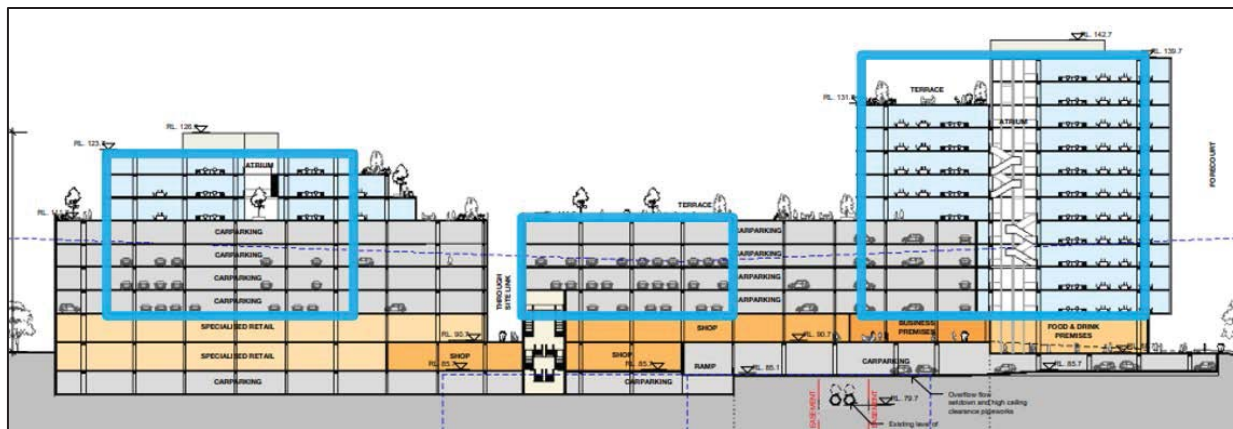 RL. 142.7
RL. 139.7
TERRACE
RL. 131.
RL. 126.
RL. 123.
ATRIUM
ATRIUM
FORECOURT
TERRACE
CARPARKING
CARPARKING
CARPARKING
CARPARKING
CARPARKING
CARPARKING
CARPARKING
CARPARKING
THROUGH
SITE LINK
SPECIALISED RETAIL
RL. 90.
SHOP
RL. 90.7
BUSINESS
PREMISES
FOOD & DRINK
PREMISES
SPECIALISED RETAIL
SHOP
RL. 85.
SHOP
RL. 85.
RAMP
RL. 85.1
CARPARKING
RL. 85.7
CARPARKING
CARPARKING
EASEMENT
EASEMENT
RL. 79.7
Overflow flow
setdown and high ceiling
clearance pipeworks
Existing level of